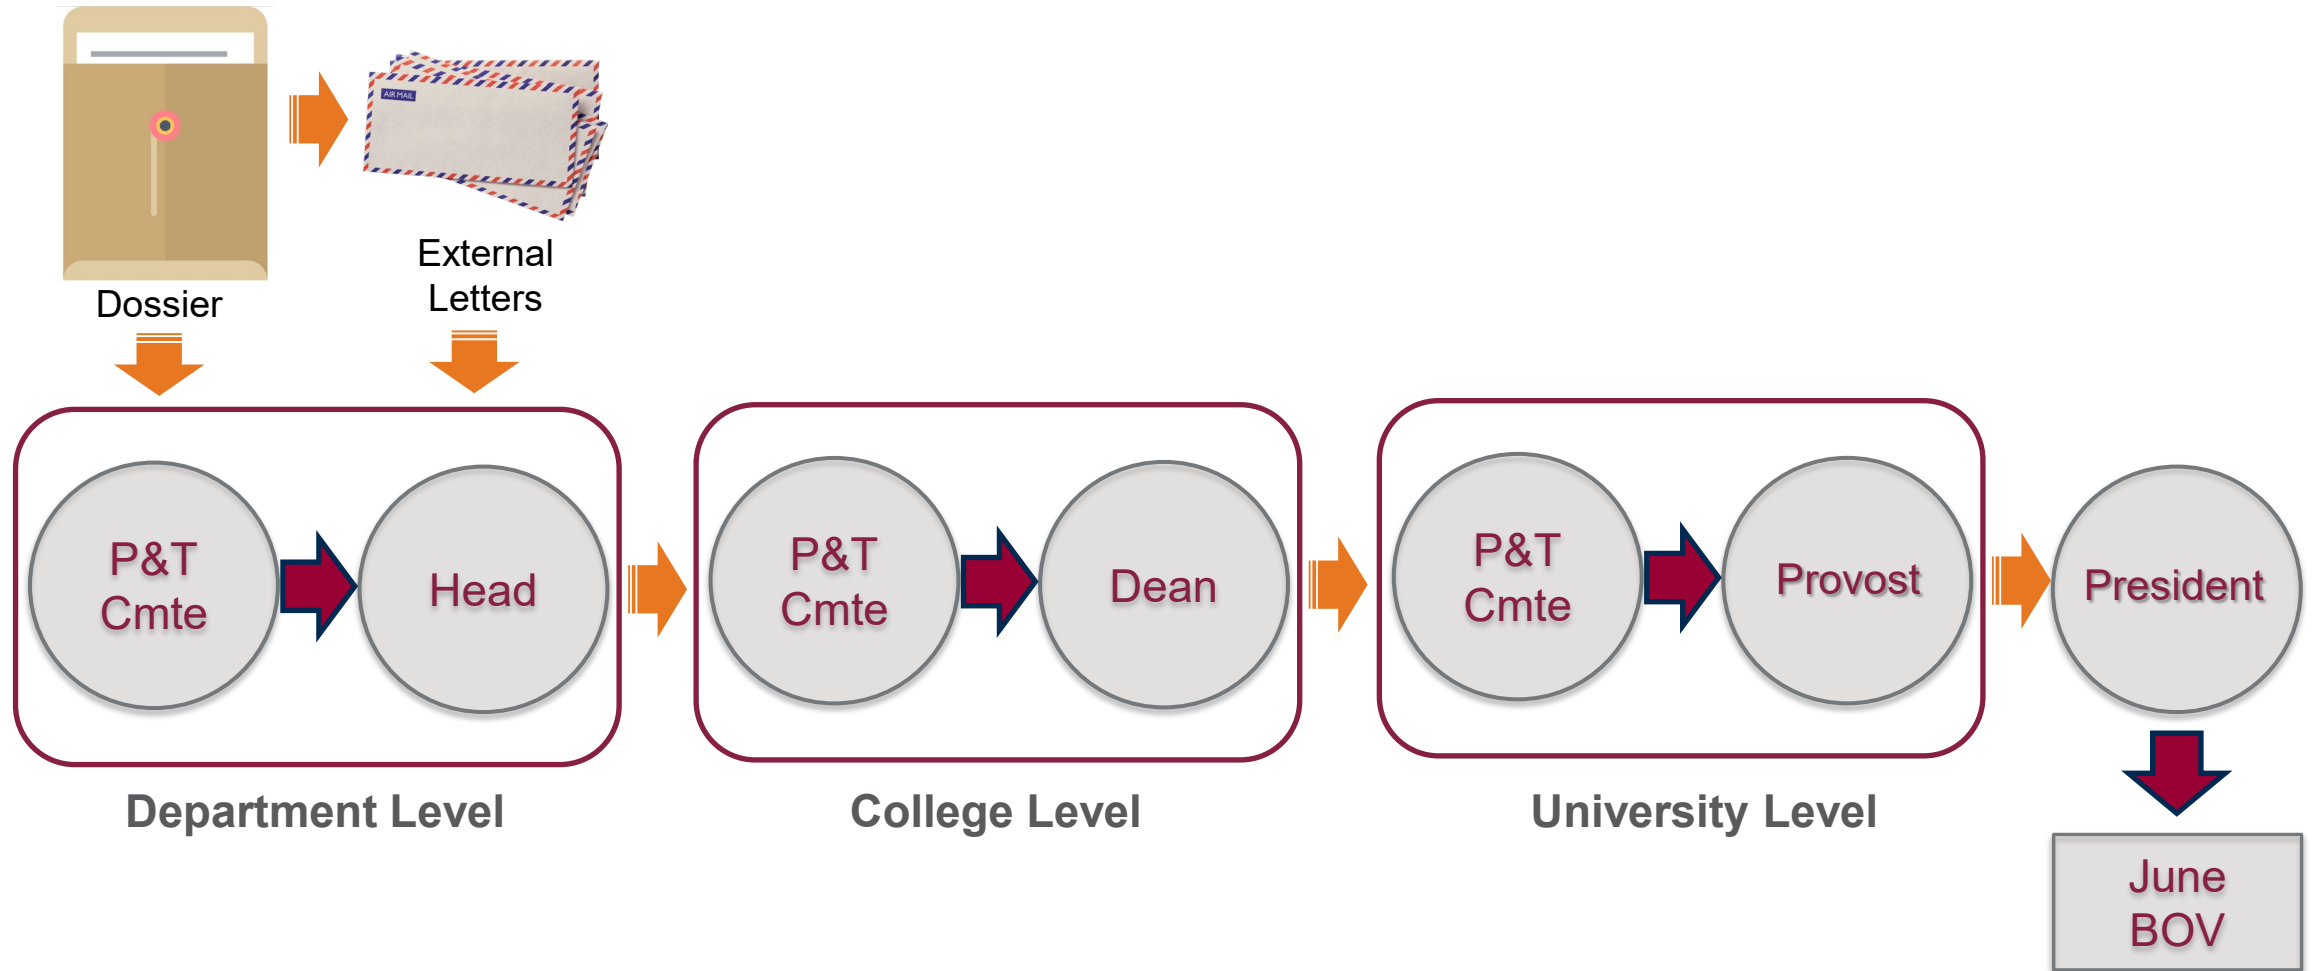 AIR MAIL
External
Letters
Dossier
P&T
Cmte
Head
P&T
Cmte
Dean
P&T
Cmte
Provost
President
Department Level
College Level
University Level
June
BOV